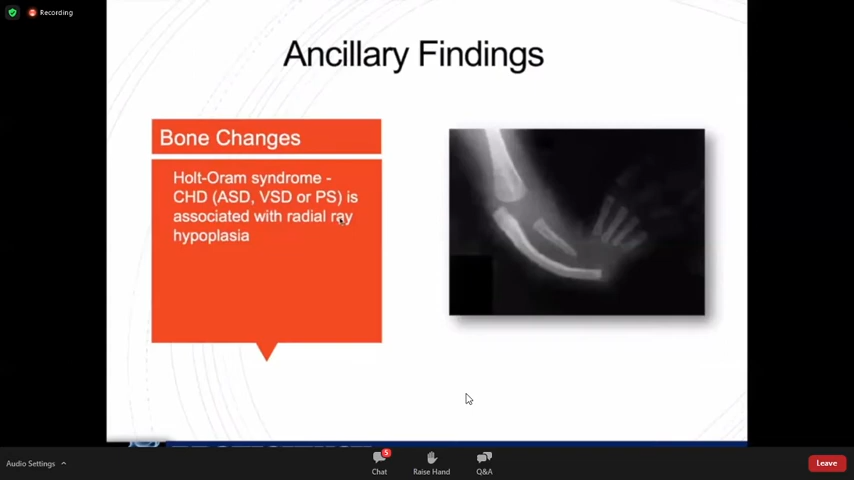 Recording
Ancillary Findings
Bone Changes
Holt-Oram syndrome -
CHD (ASD, VSD or PS) is
associated with radial ray
hypoplasia
5
Audio Settings
Chat
Raise Hand
Q&A
Leave